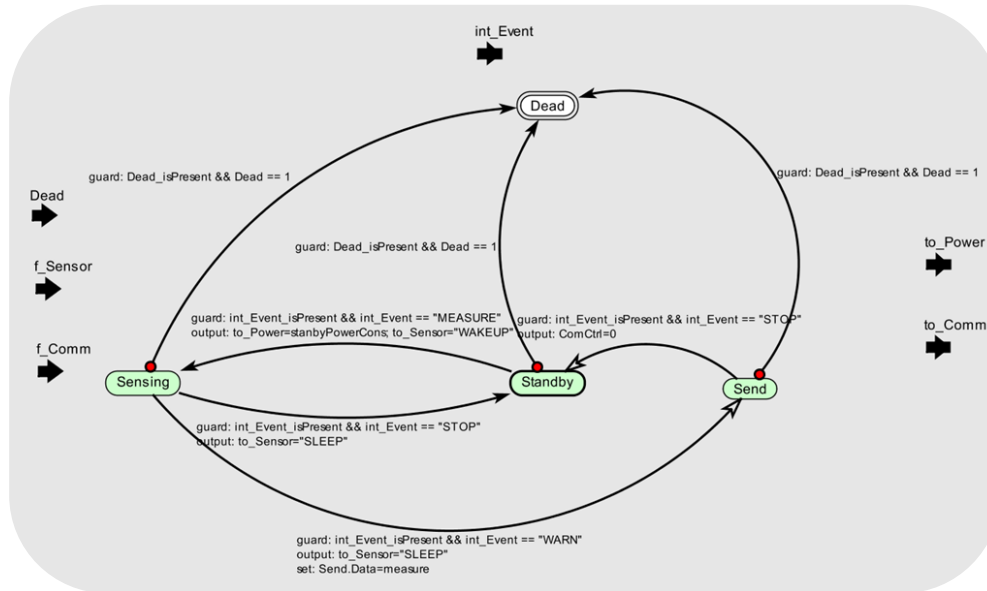 int_Event
Dead
guard: Dead_isPresent && Dead == 1
guard: Dead_isPresent && Dead == 1
Dead
guard: Dead_isPresent && Dead == 1
to_Power
f_Sensor
guard: int_Event_isPresent && int_Event == "MEASURE"
output: to_Power=stanbyPowerCons; to_Sensor="WAKEUP"
guard: int_Event_isPresent && int_Event == "STOP"
output: ComCtrl=0
to_Comm
f_Comm
Sensing
Standby
Send
guard: int_Event_isPresent && int_Event == "STOP"
output: to_Sensor="SLEEP"
guard: int_Event_isPresent && int_Event == "WARN"
output: to_Sensor="SLEEP"
set: Send.Data=measure